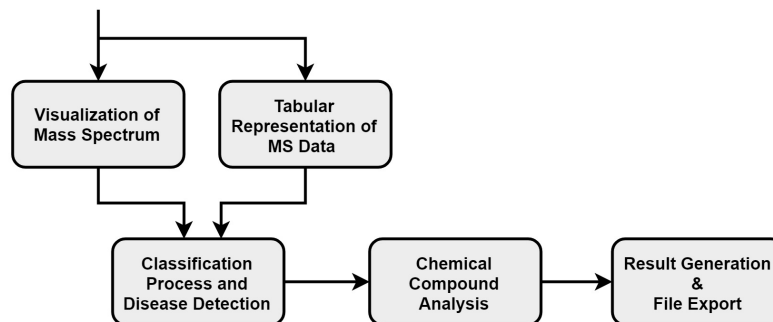 Visualization of
Mass Spectrum
Tabular
Representation of
MS Data
Classification
Process and
Disease Detection
Chemical
Compound
Analysis
Result Generation
&
File Export